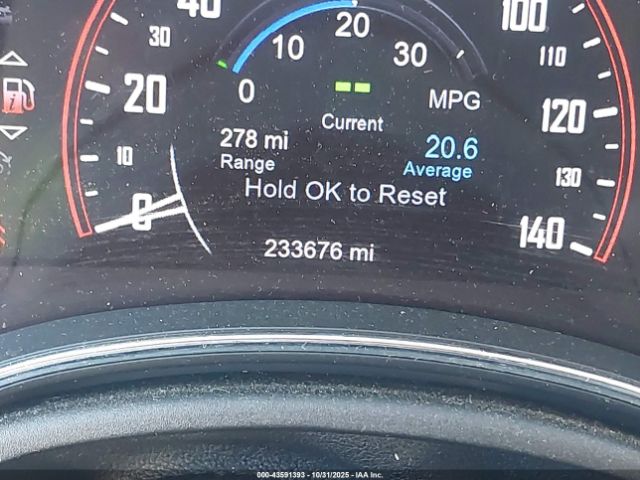 40
20
100
30
10
30
110
20
0
MPG
120
Current
278 mi
20.6
Range
Average
10
130
Hold OK to Reset
0
140
233676 mi
000-43591393 - 10/31/2025 - IAA Inc.